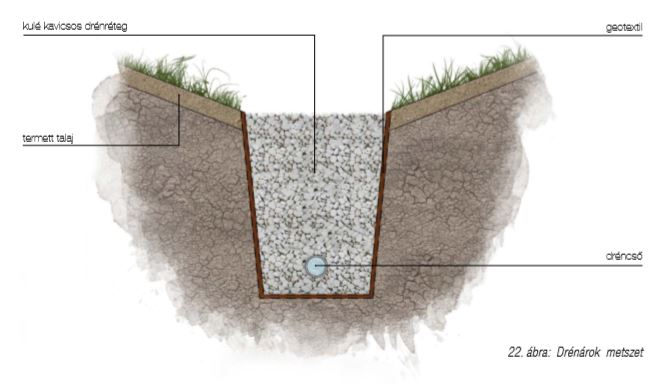 kulé kavicsos drénréteg
geotextil
termett talaj
dréncső
22. ábra: Drénárok metszet